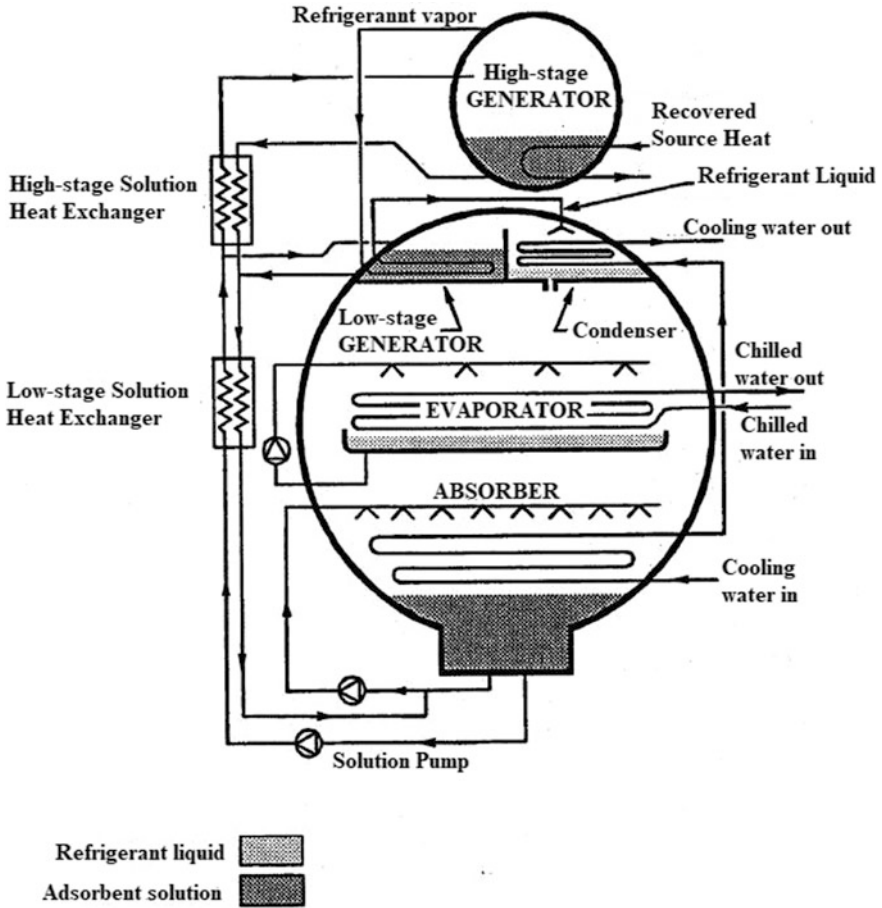 Refrigerannt vapor
High-stage
GENERATOR
Recovered
Source Heat
High-stage Solution
Heat Exchanger
Refrigerant Liquid
Cooling water out
Low-stage
GENERATOR
Condenser
Low-stage Solution
Heat Exchanger
Chilled
water out
EVAPORATOR
Chilled
water in
ABSORBER
Cooling
water in
Solution Pump
Refrigerant liquid
Adsorbent solution